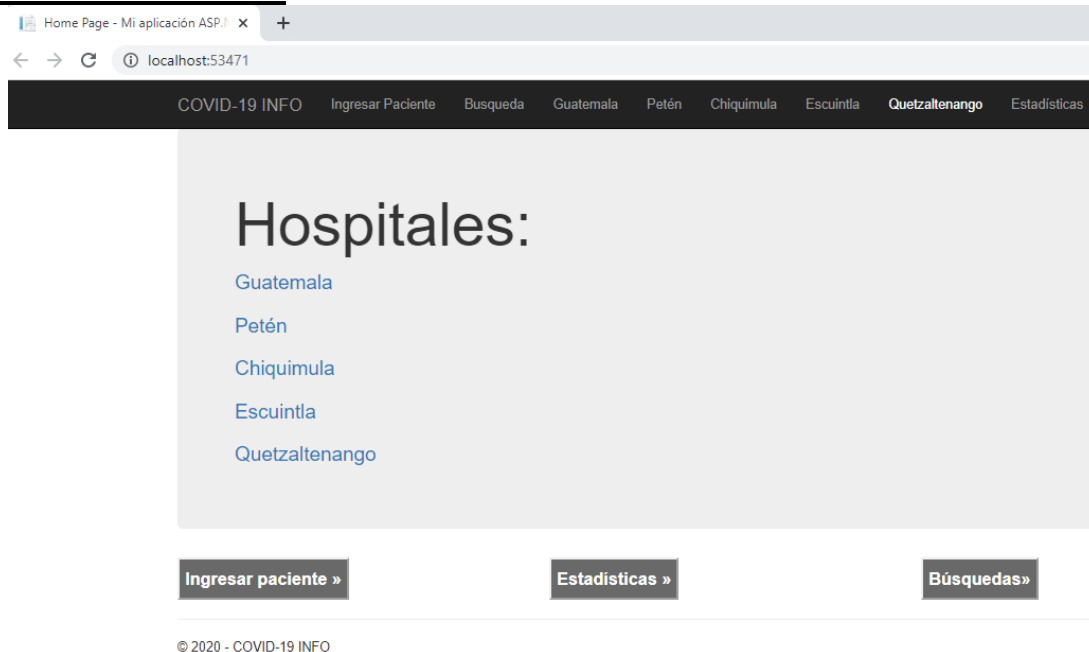 Home Page - Mi aplicación ASP.N
localhost:53471
COVID-19 INFO Ingresar Paciente Busqueda Guatemala Petén Chiquimula Escuintla Quetzaltenango Estadísticas
Hospitales:
Guatemala
Petén
Chiquimula
Escuintla
Quetzaltenango
Ingresar paciente » Estadísticas » Búsquedas»
© 2020 - COVID-19 INFO